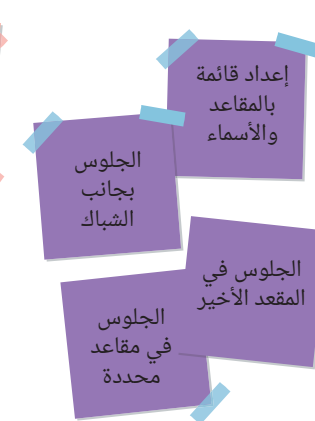 إعداد قائمة
بالمقاعد
والأسماء
الجلوس
بجانب
الشباك
الجلوس في
المقعد الأخير
الجلوس
في مقاعد
محددة